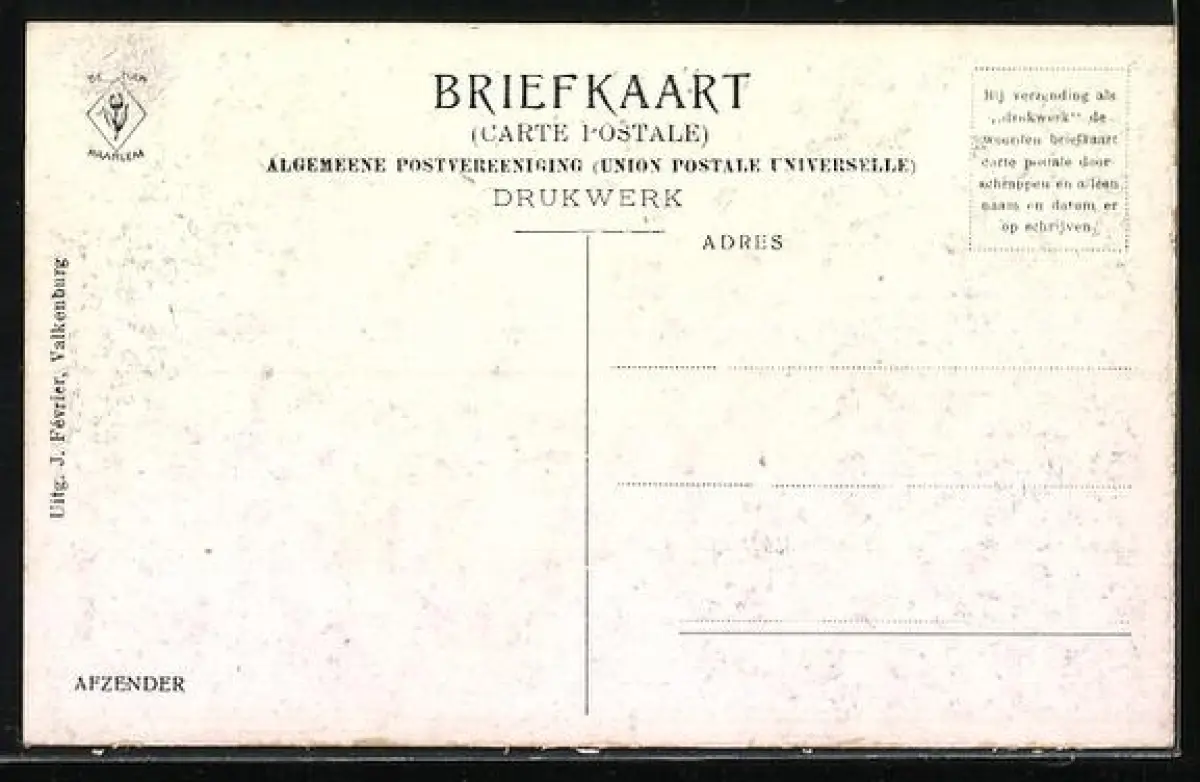 BRIEFKAART
(CARTE POSTALE)
ALGEMEENE POSTVEREENIGING (UNION POSTALE UNIVERSELLE)
DRUKWERK
ADRES
Bij verzending als
„drukwerk" de
woorden briefkaart
carte postale door-
schrappen en alleen
naam en datum er
op schrijven.
HAARLEM
Uitg. J. Février, Valkenburg
AFZENDER